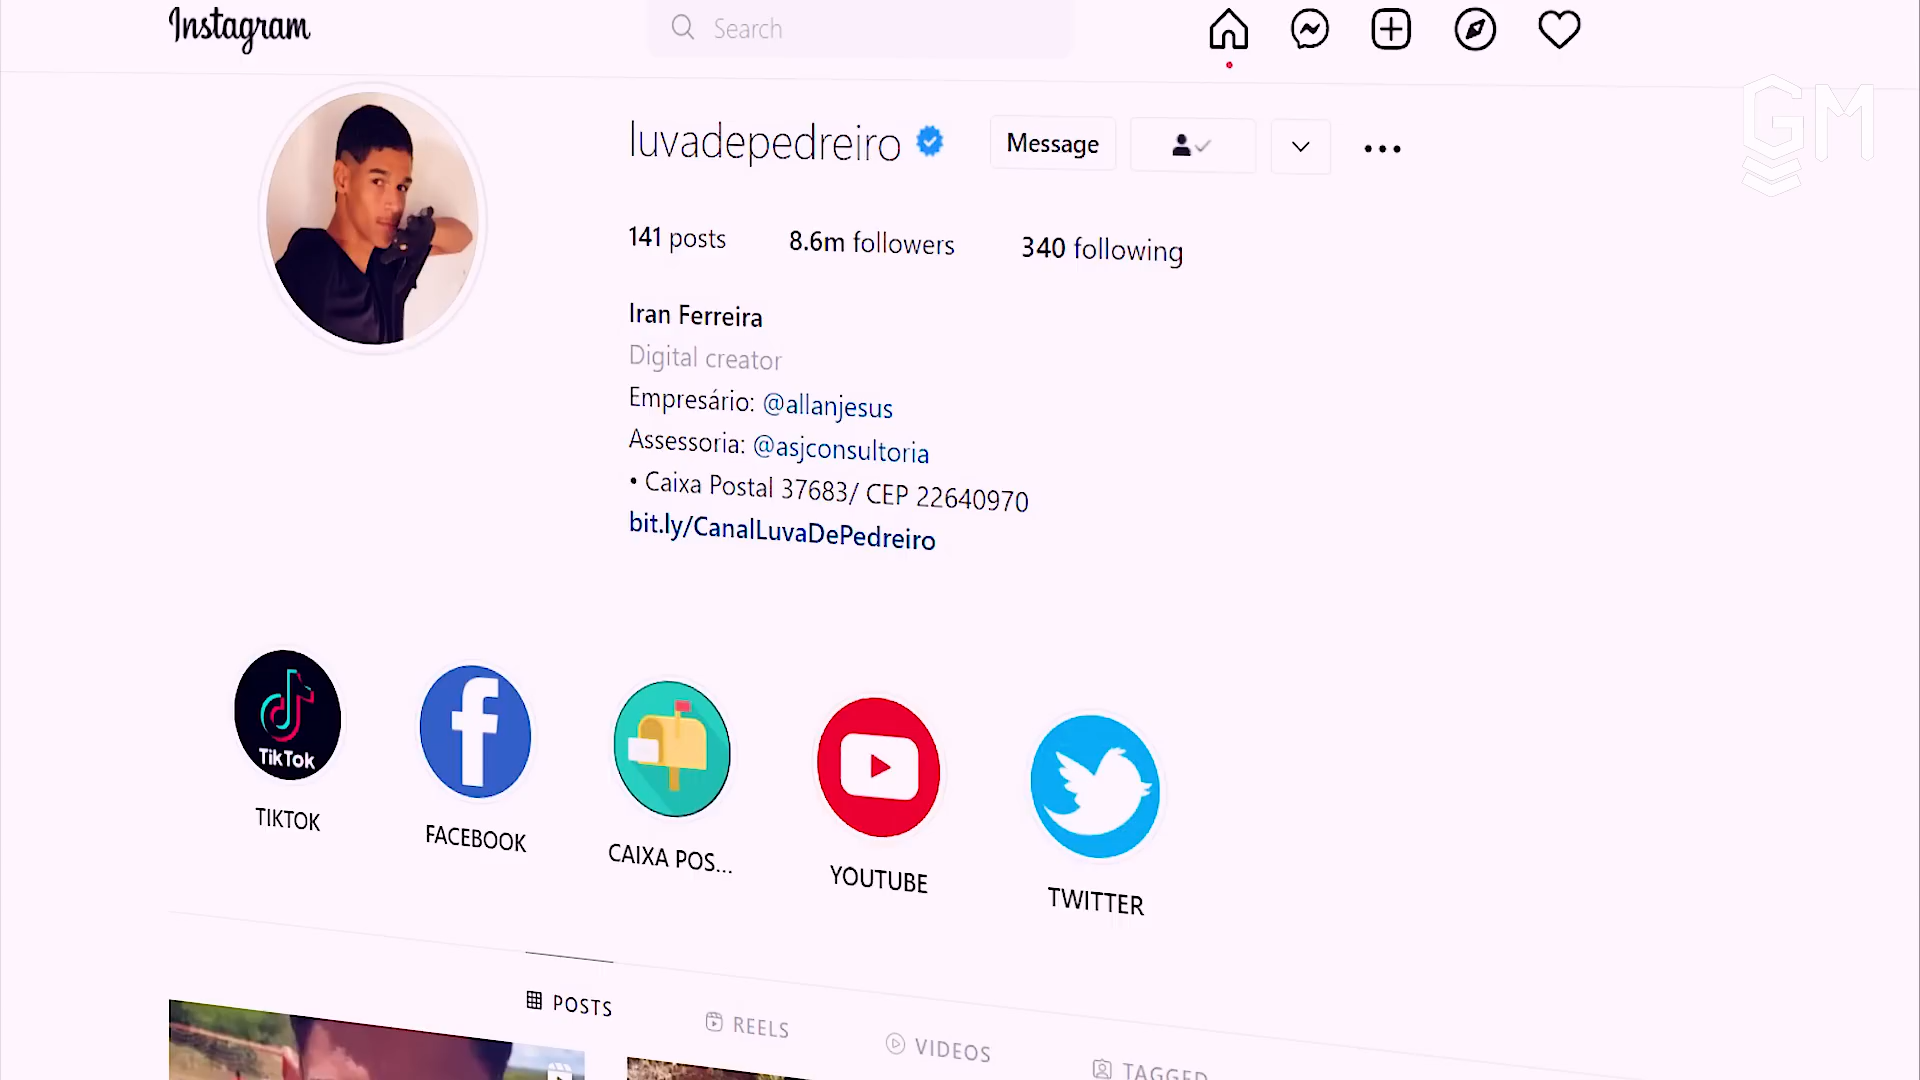 Instagram
Search
GM
luvadepedreiro
Message
141 posts 8.6m followers 340 following
Iran Ferreira
Digital creator
Empresário: @allanjesus
Assessoria: @asjconsultoria
• Caixa Postal 37683/ CEP 22640970
bit.ly/CanalLuvaDePedreiro
TikTok
TIKTOK
FACEBOOK
CAIXA POS...
YOUTUBE
TWITTER
POSTS
REELS
VIDEOS
TAGGED